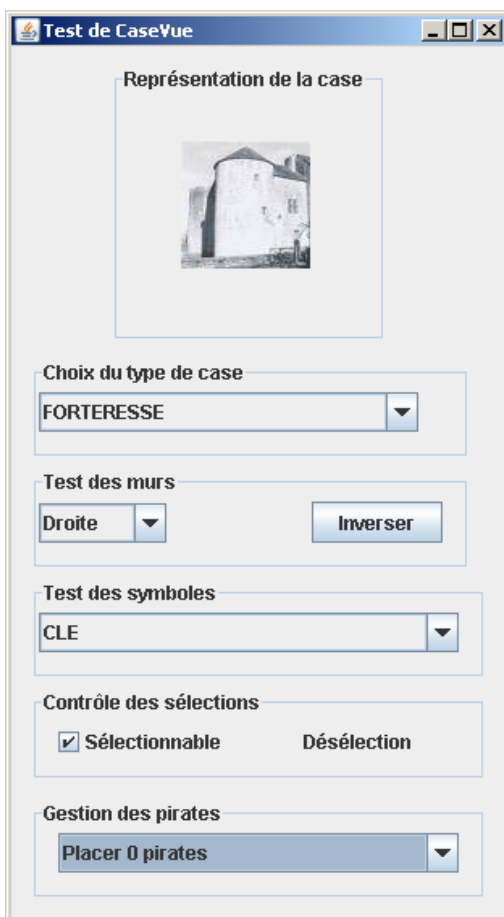 Test de CaseVue
Représentation de la case
Choix du type de case
FORTERESSE
Test des murs
Droite Inverser
Test des symboles
CLE
Contrôle des sélections
Sélectionnable Désélection
Gestion des pirates
Placer 0 pirates